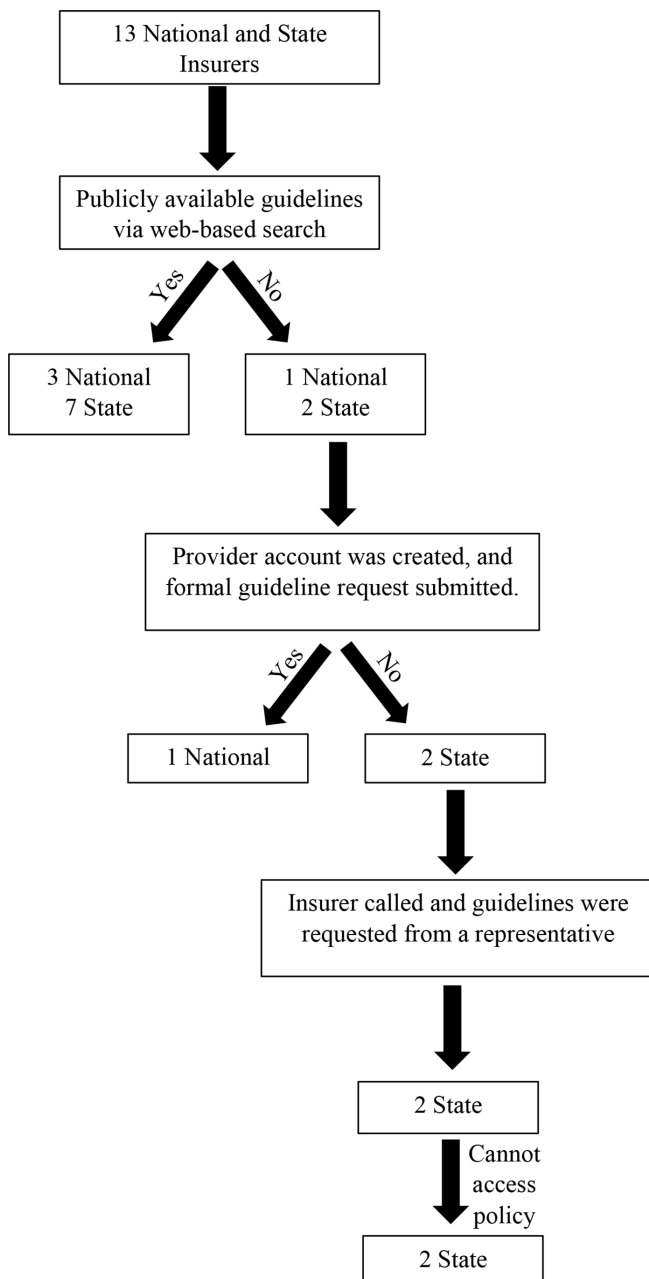 13 National and State
Insurers
Publicly available guidelines
via web-based search
Yes
No
3 National
7 State
1 National
2 State
Provider account was created, and
formal guideline request submitted.
Yes
No
1 National
2 State
Insurer called and guidelines were
requested from a representative
2 State
Cannot
access
policy
2 State